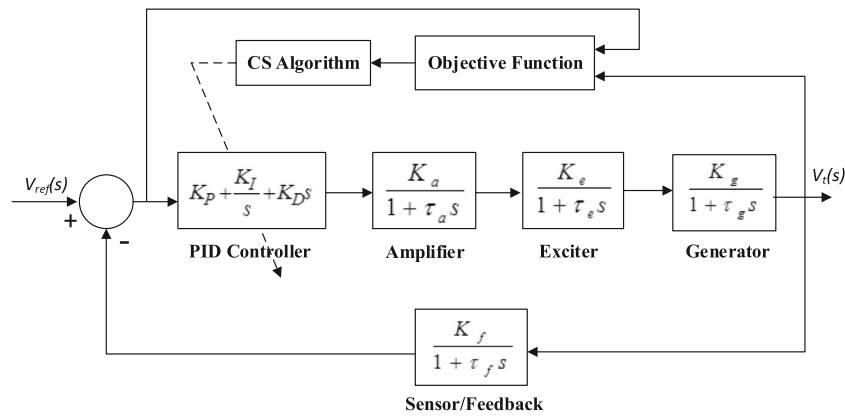 CS Algorithm
Objective Function
V_ref(s)
+
-
K_P + K_I/s + K_D s
K_a/(1 + τ_a s)
K_e/(1 + τ_e s)
K_g/(1 + τ_g s)
V_t(s)
PID Controller
Amplifier
Exciter
Generator
K_f/(1 + τ_f s)
Sensor/Feedback